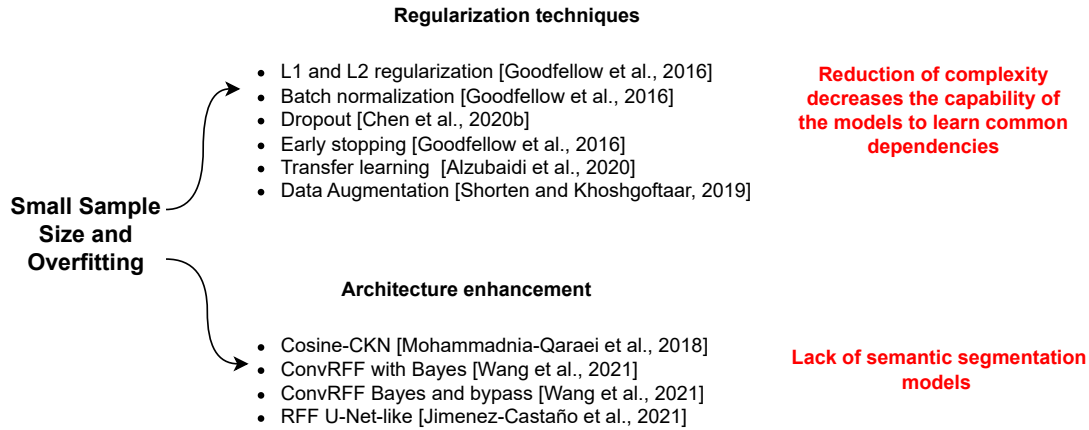 Regularization techniques
• L1 and L2 regularization [Goodfellow et al., 2016]
• Batch normalization [Goodfellow et al., 2016]
• Dropout [Chen et al., 2020b]
• Early stopping [Goodfellow et al., 2016]
• Transfer learning [Alzubaidi et al., 2020]
• Data Augmentation [Shorten and Khoshgoftaar, 2019]
Reduction of complexity
decreases the capability of
the models to learn common
dependencies
Small Sample
Size and
Overfitting
Architecture enhancement
• Cosine-CKN [Mohammadnia-Qaraei et al., 2018]
• ConvRFF with Bayes [Wang et al., 2021]
• ConvRFF Bayes and bypass [Wang et al., 2021]
• RFF U-Net-like [Jimenez-Castaño et al., 2021]
Lack of semantic segmentation
models